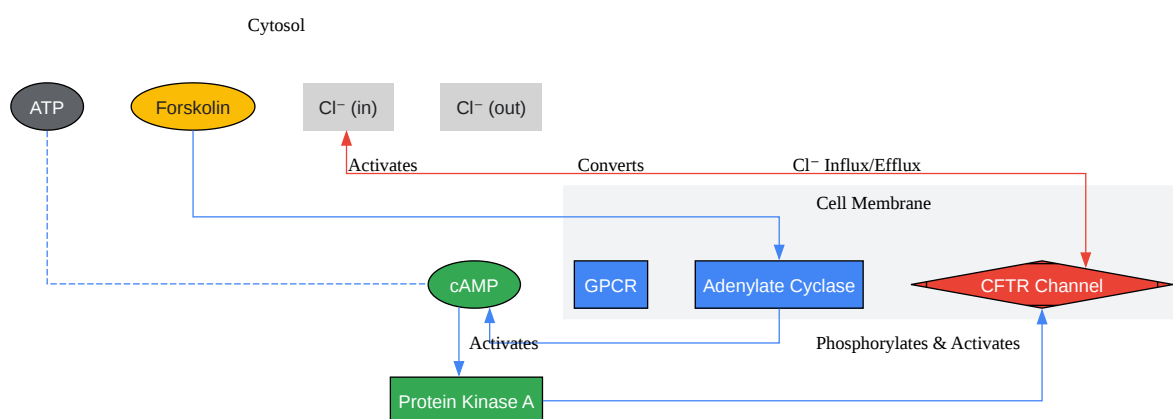 Cytosol
ATP
Forskolin
Cl⁻ (in)
Cl⁻ (out)
Activates
Converts
Cl⁻ Influx/Efflux
Cell Membrane
cAMP
GPCR
Adenylate Cyclase
CFTR Channel
Activates
Phosphorylates & Activates
Protein Kinase A